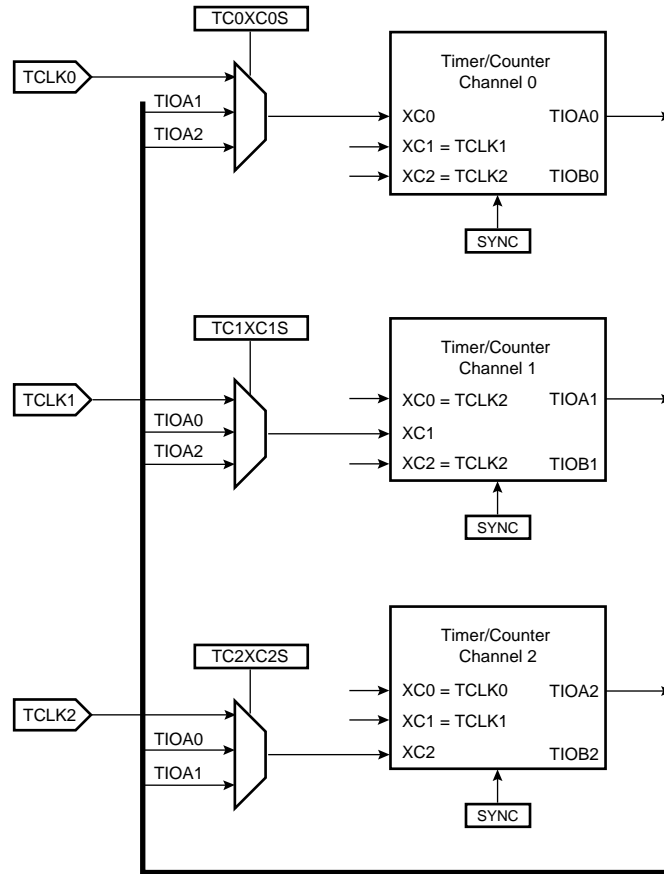 TC0XC0S
TCLK0
TIOA1
TIOA2
Timer/Counter
Channel 0
XC0
TIOA0
XC1 = TCLK1
XC2 = TCLK2
TIOB0
SYNC
TC1XC1S
TCLK1
TIOA0
TIOA2
Timer/Counter
Channel 1
XC0 = TCLK2
TIOA1
XC1
XC2 = TCLK2
TIOB1
SYNC
TC2XC2S
TCLK2
TIOA0
TIOA1
Timer/Counter
Channel 2
XC0 = TCLK0
TIOA2
XC1 = TCLK1
XC2
TIOB2
SYNC